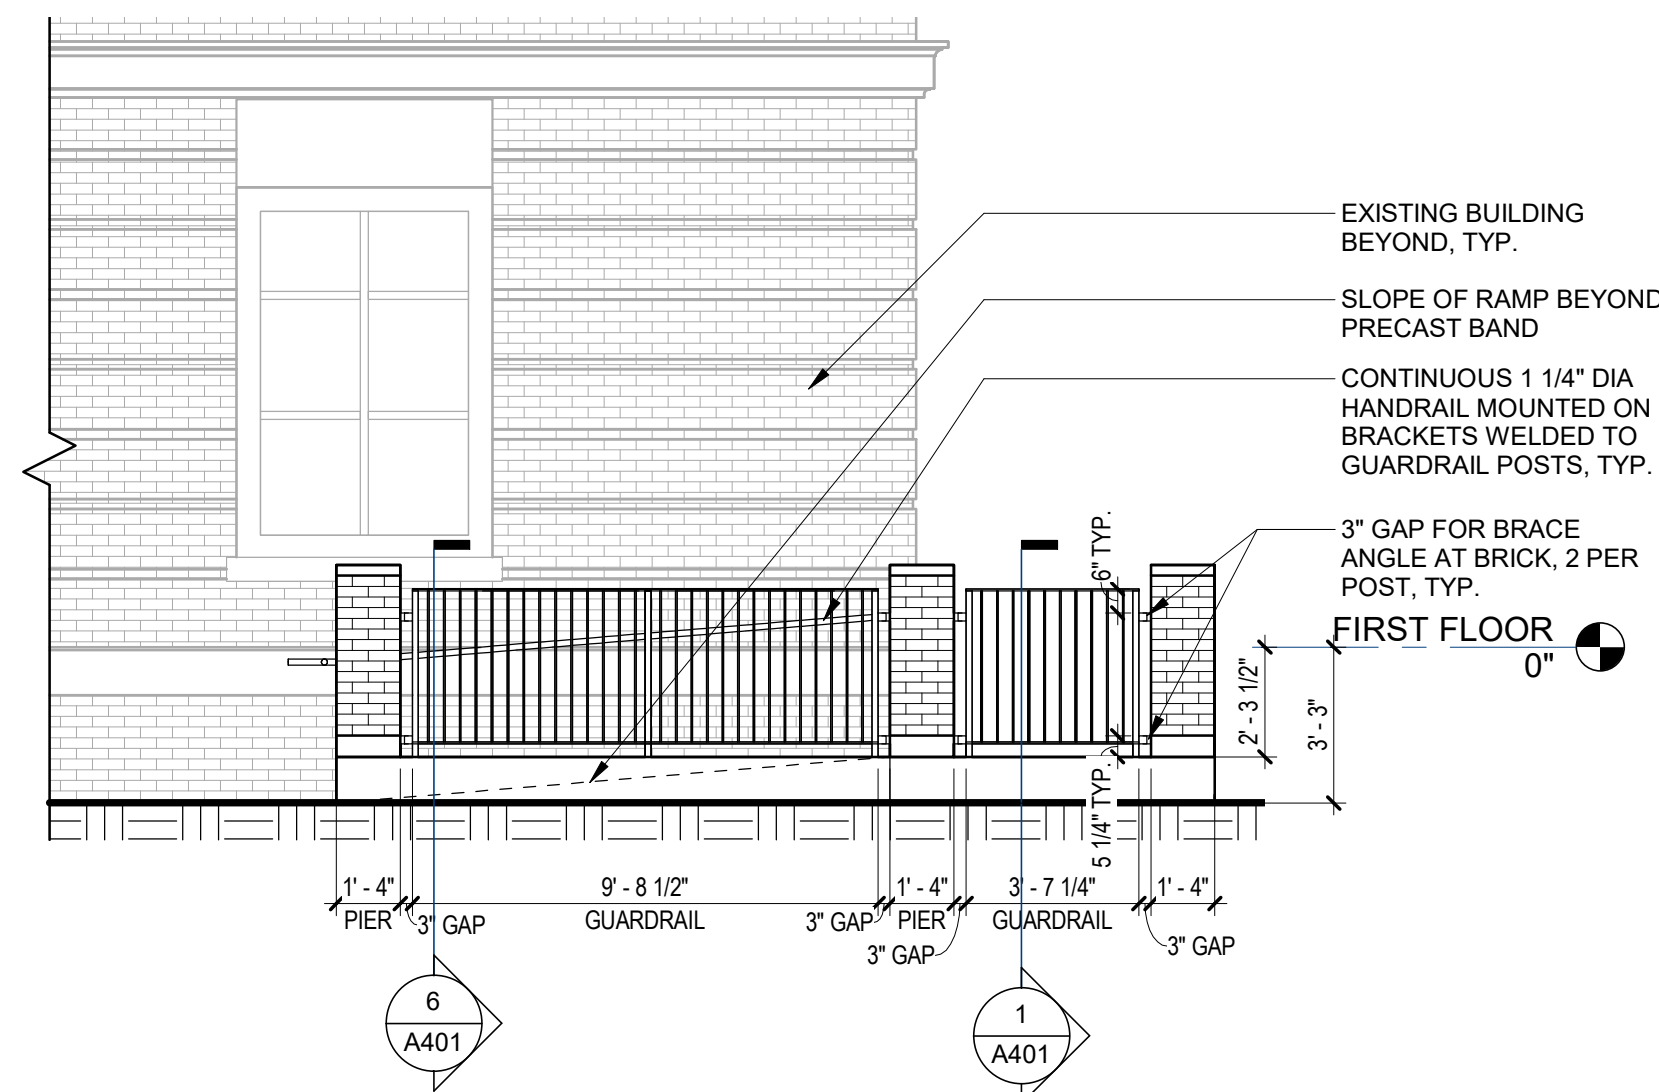 EXISTING BUILDING
BEYOND, TYP.
SLOPE OF RAMP BEYOND
PRECAST BAND
CONTINUOUS 1 1/4" DIA
HANDRAIL MOUNTED ON
BRACKETS WELDED TO
GUARDRAIL POSTS, TYP.
3" GAP FOR BRACE
ANGLE AT BRICK, 2 PER
POST, TYP.
6" TYP.
FIRST FLOOR
0"
2' - 3 1/2"
3' - 3"
5 1/4" TYP.
1' - 4"
PIER
3" GAP
9' - 8 1/2"
GUARDRAIL
3" GAP
1' - 4"
PIER
3" GAP
3' - 7 1/4"
GUARDRAIL
1' - 4"
3" GAP
6
A401
1
A401